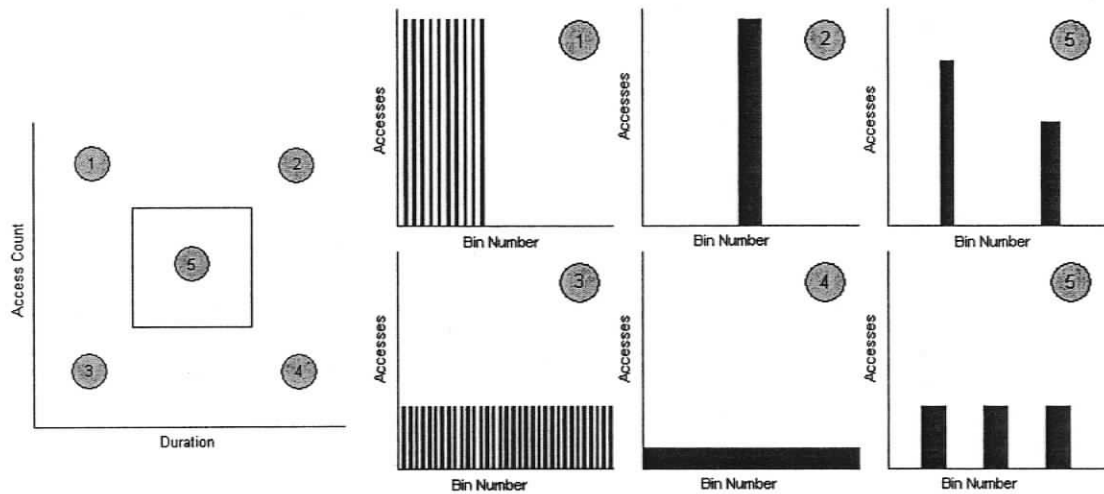 Access Count
1
2
5
3
4
Duration
Accesses
1
Bin Number
Accesses
2
Bin Number
Accesses
5
Bin Number
Accesses
3
Bin Number
Accesses
4
Bin Number
Accesses
5
Bin Number